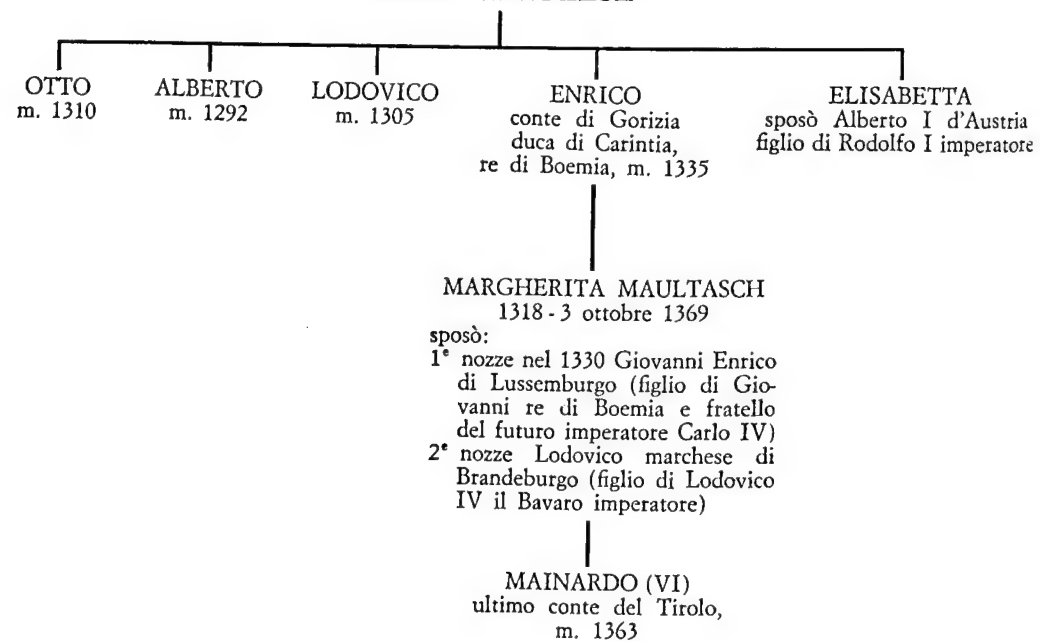 OTTO
m. 1310
ALBERTO
m. 1292
LODOVICO
m. 1305
ENRICO
conte di Gorizia
duca di Carintia,
re di Boemia, m. 1335
ELISABETTA
sposò Alberto I d'Austria
figlio di Rodolfo I imperatore
MARGHERITA MAULTASCH
1318 - 3 ottobre 1369
sposò:
1ᵉ nozze nel 1330 Giovanni Enrico
di Lussemburgo (figlio di Gio-
vanni re di Boemia e fratello
del futuro imperatore Carlo IV)
2ᵉ nozze Lodovico marchese di
Brandeburgo (figlio di Lodovico
IV il Bavaro imperatore)
MAINARDO (VI)
ultimo conte del Tirolo,
m. 1363